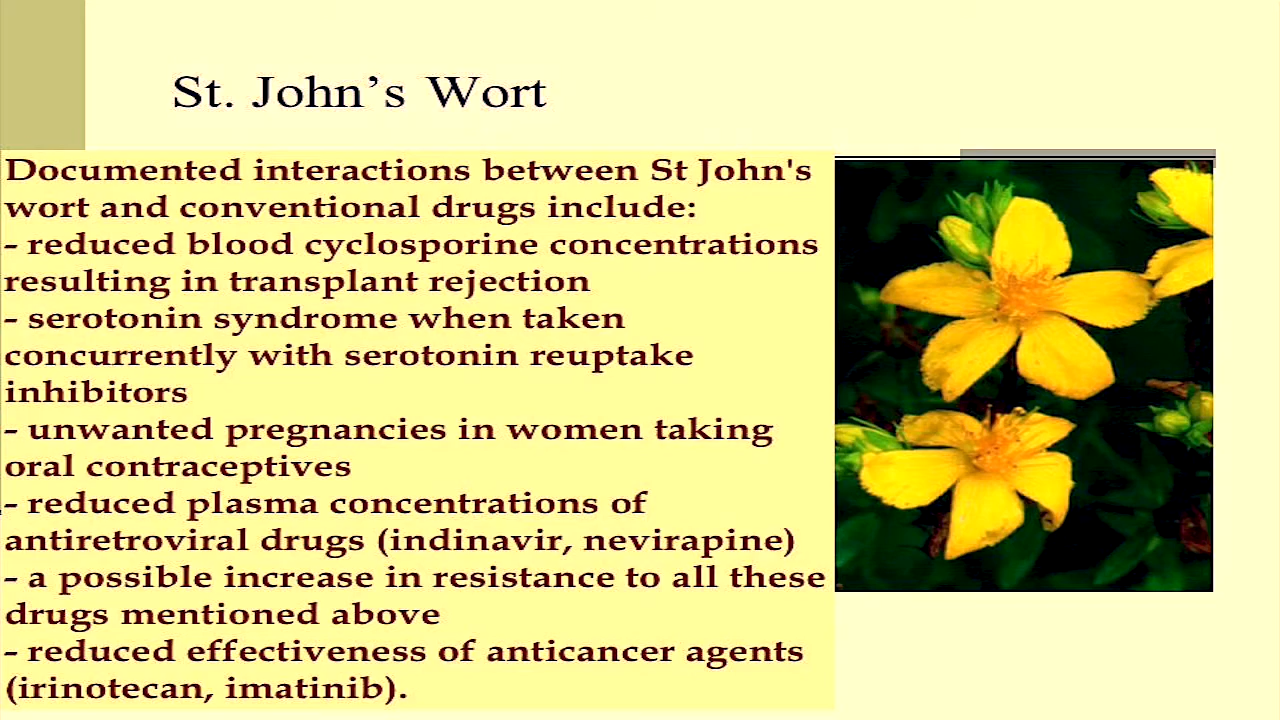 St. John’s Wort
Documented interactions between St John's
wort and conventional drugs include:
- reduced blood cyclosporine concentrations
resulting in transplant rejection
- serotonin syndrome when taken
concurrently with serotonin reuptake
inhibitors
- unwanted pregnancies in women taking
oral contraceptives
- reduced plasma concentrations of
antiretroviral drugs (indinavir, nevirapine)
- a possible increase in resistance to all these
drugs mentioned above
- reduced effectiveness of anticancer agents
(irinotecan, imatinib).